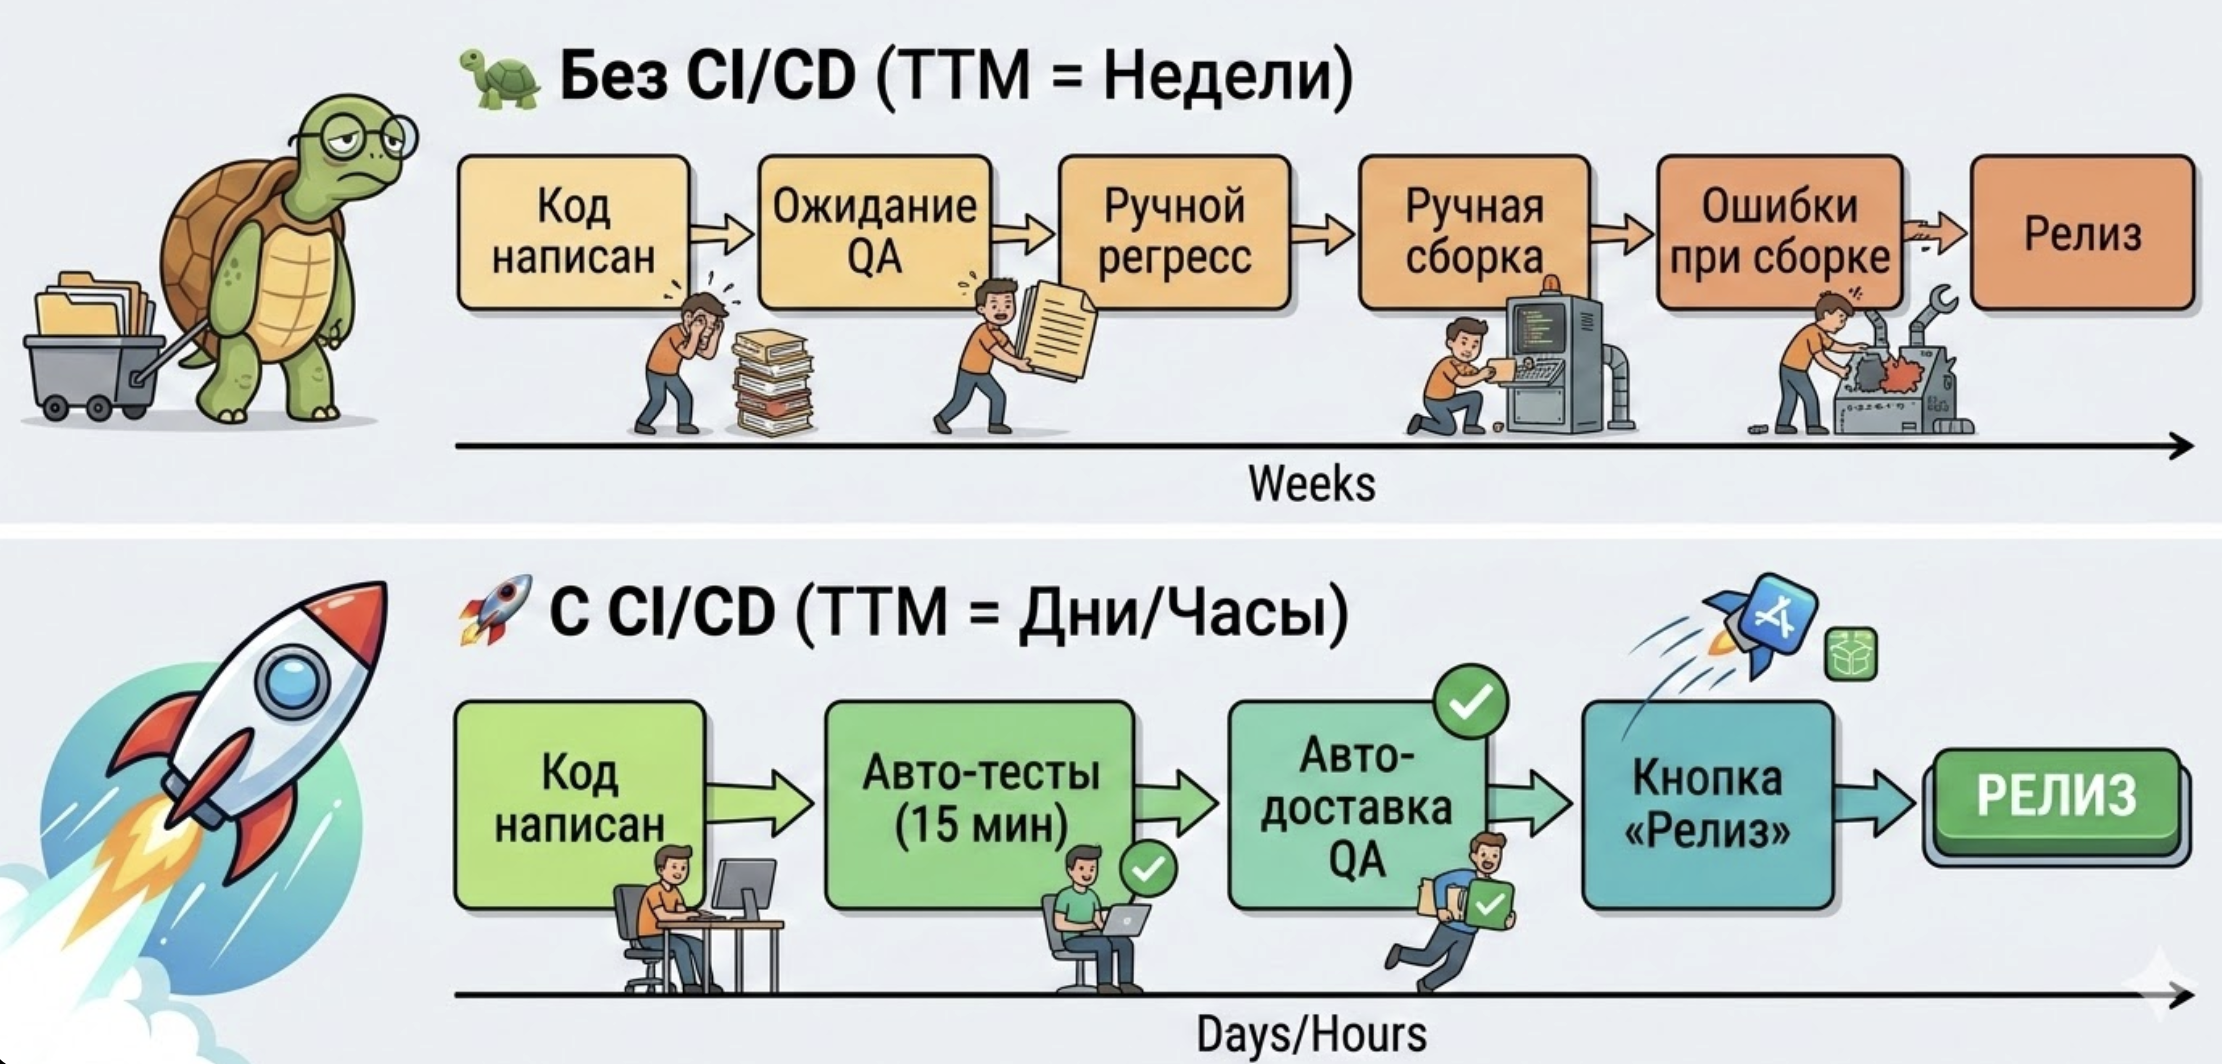 Без CI/CD (TTM = Недели)
Код
написан
Ожидание
QA
Ручной
регресс
Ручная
сборка
Ошибки
при сборке
Релиз
Weeks
С CI/CD (TTM = Дни/Часы)
Код
написан
Авто-тесты
(15 мин)
Авто-
доставка
QA
Кнопка
«Релиз»
РЕЛИЗ
Days/Hours